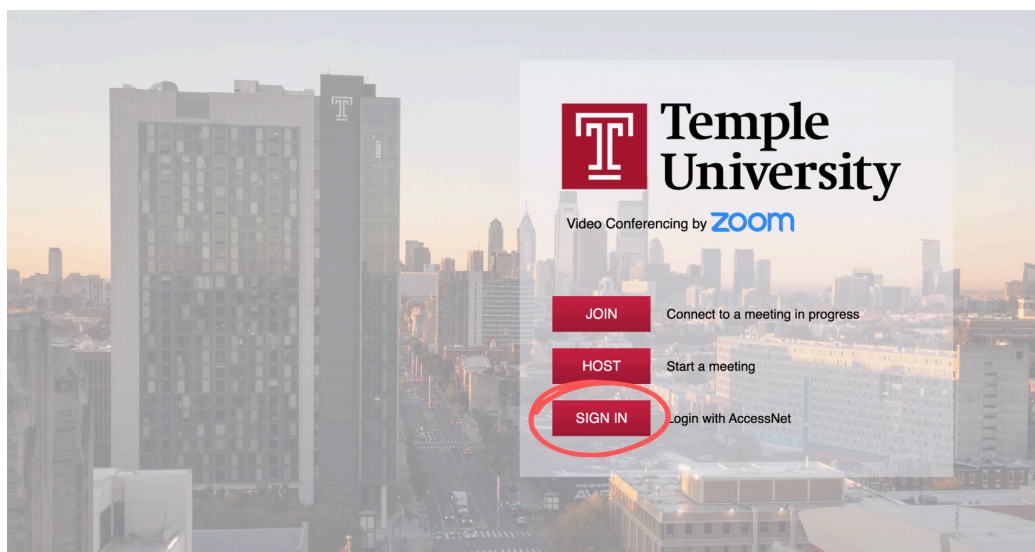 Temple
University
Video Conferencing by zoom
JOIN Connect to a meeting in progress
HOST Start a meeting
SIGN IN Login with AccessNet